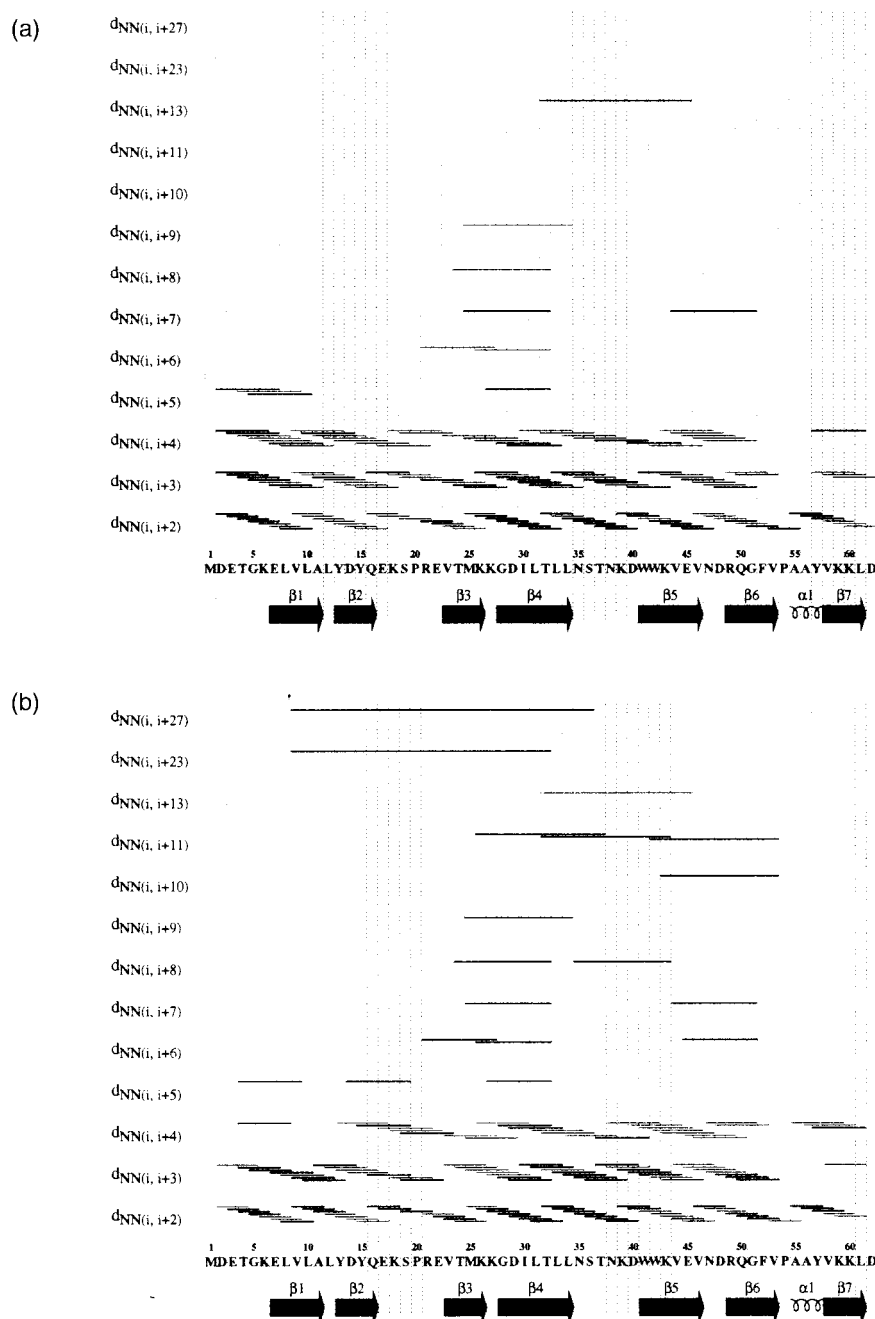 (a)
dNN(i, i+27)
dNN(i, i+23)
dNN(i, i+13)
dNN(i, i+11)
dNN(i, i+10)
dNN(i, i+9)
dNN(i, i+8)
dNN(i, i+7)
dNN(i, i+6)
dNN(i, i+5)
dNN(i, i+4)
dNN(i, i+3)
dNN(i, i+2)
1 5 10 15 20 25 30 35 40 45 50 55 60
MDETGKELVLALYDYQEKSPREVTMKKGDILTLLNSTNKDWWKVEVNDRQGFVPAAYVKKLD
β1 β2 β3 β4 β5 β6 α1 β7
(b)
dNN(i, i+27)
dNN(i, i+23)
dNN(i, i+13)
dNN(i, i+11)
dNN(i, i+10)
dNN(i, i+9)
dNN(i, i+8)
dNN(i, i+7)
dNN(i, i+6)
dNN(i, i+5)
dNN(i, i+4)
dNN(i, i+3)
dNN(i, i+2)
1 5 10 15 20 25 30 35 40 45 50 55 60
MDETGKELVLALYDYQEKSPREVTMKKGDILTLLNSTNKDWWKVEVNDRQGFVPAAYVKKLD
β1 β2 β3 β4 β5 β6 α1 β7